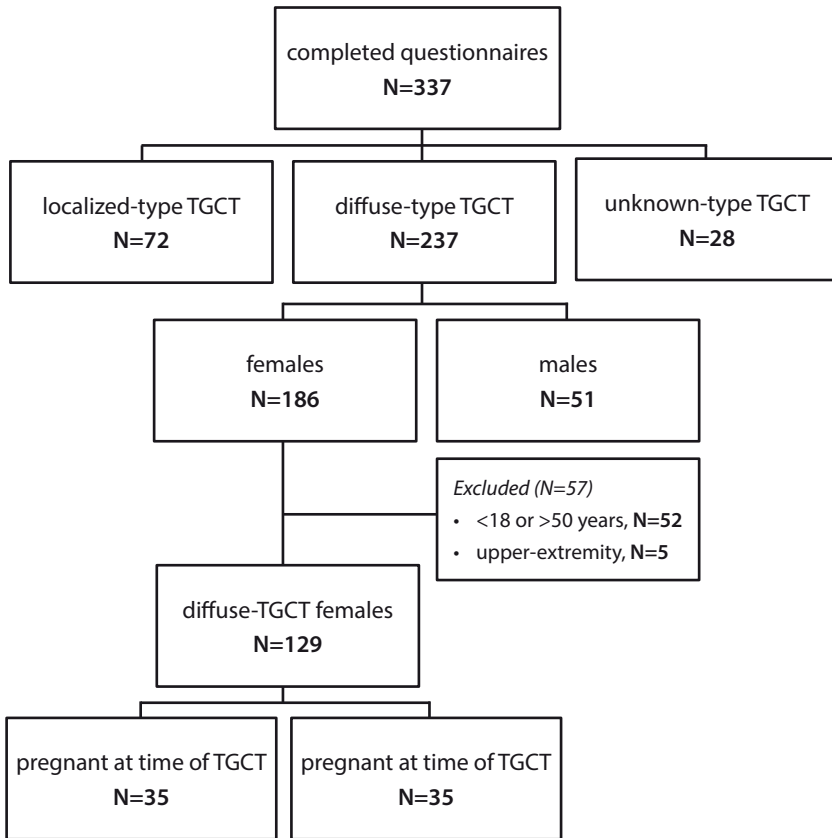 completed questionnaires
N=337
localized-type TGCT
N=72
diffuse-type TGCT
N=237
unknown-type TGCT
N=28
females
N=186
males
N=51
Excluded (N=57)
• <18 or >50 years, N=52
• upper-extremity, N=5
diffuse-TGCT females
N=129
pregnant at time of TGCT
N=35
pregnant at time of TGCT
N=35